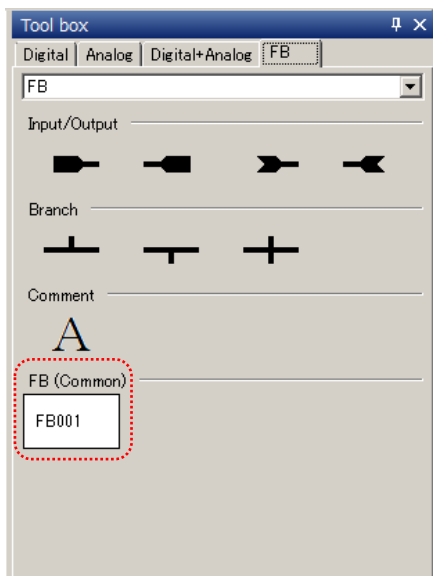 Tool box
Digital Analog Digital+Analog FB
FB
Input/Output
Branch
Comment
A
FB (Common)
FB001